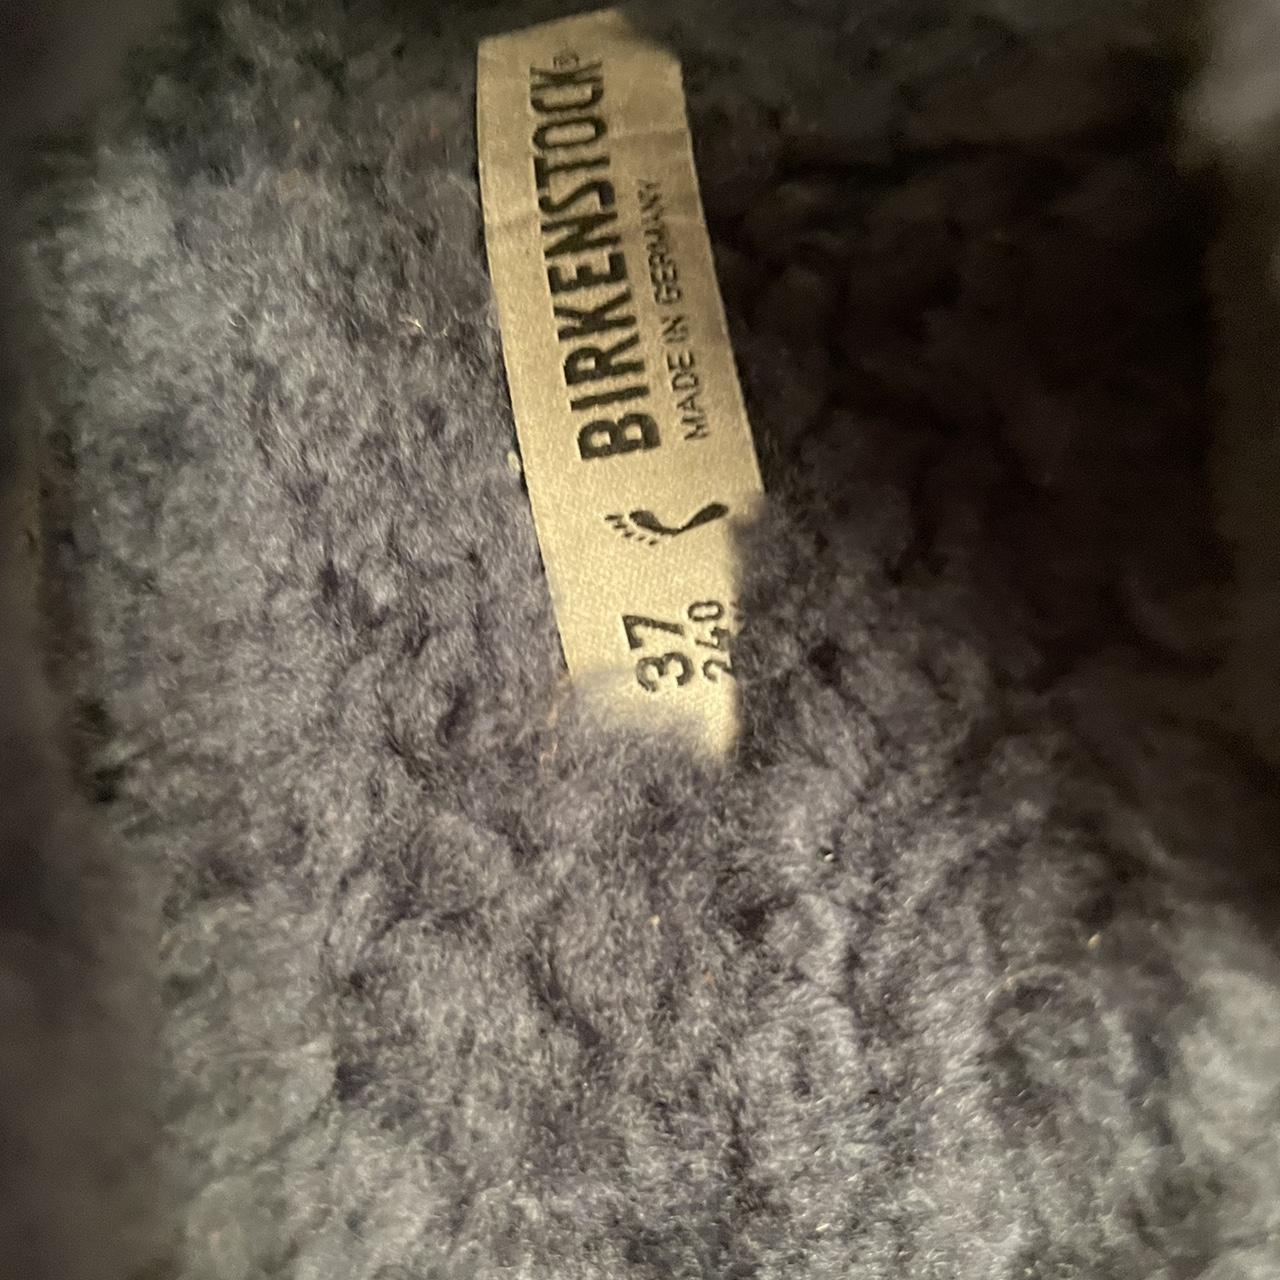 BIRKENSTOCK®
MADE IN GERMANY
37
240